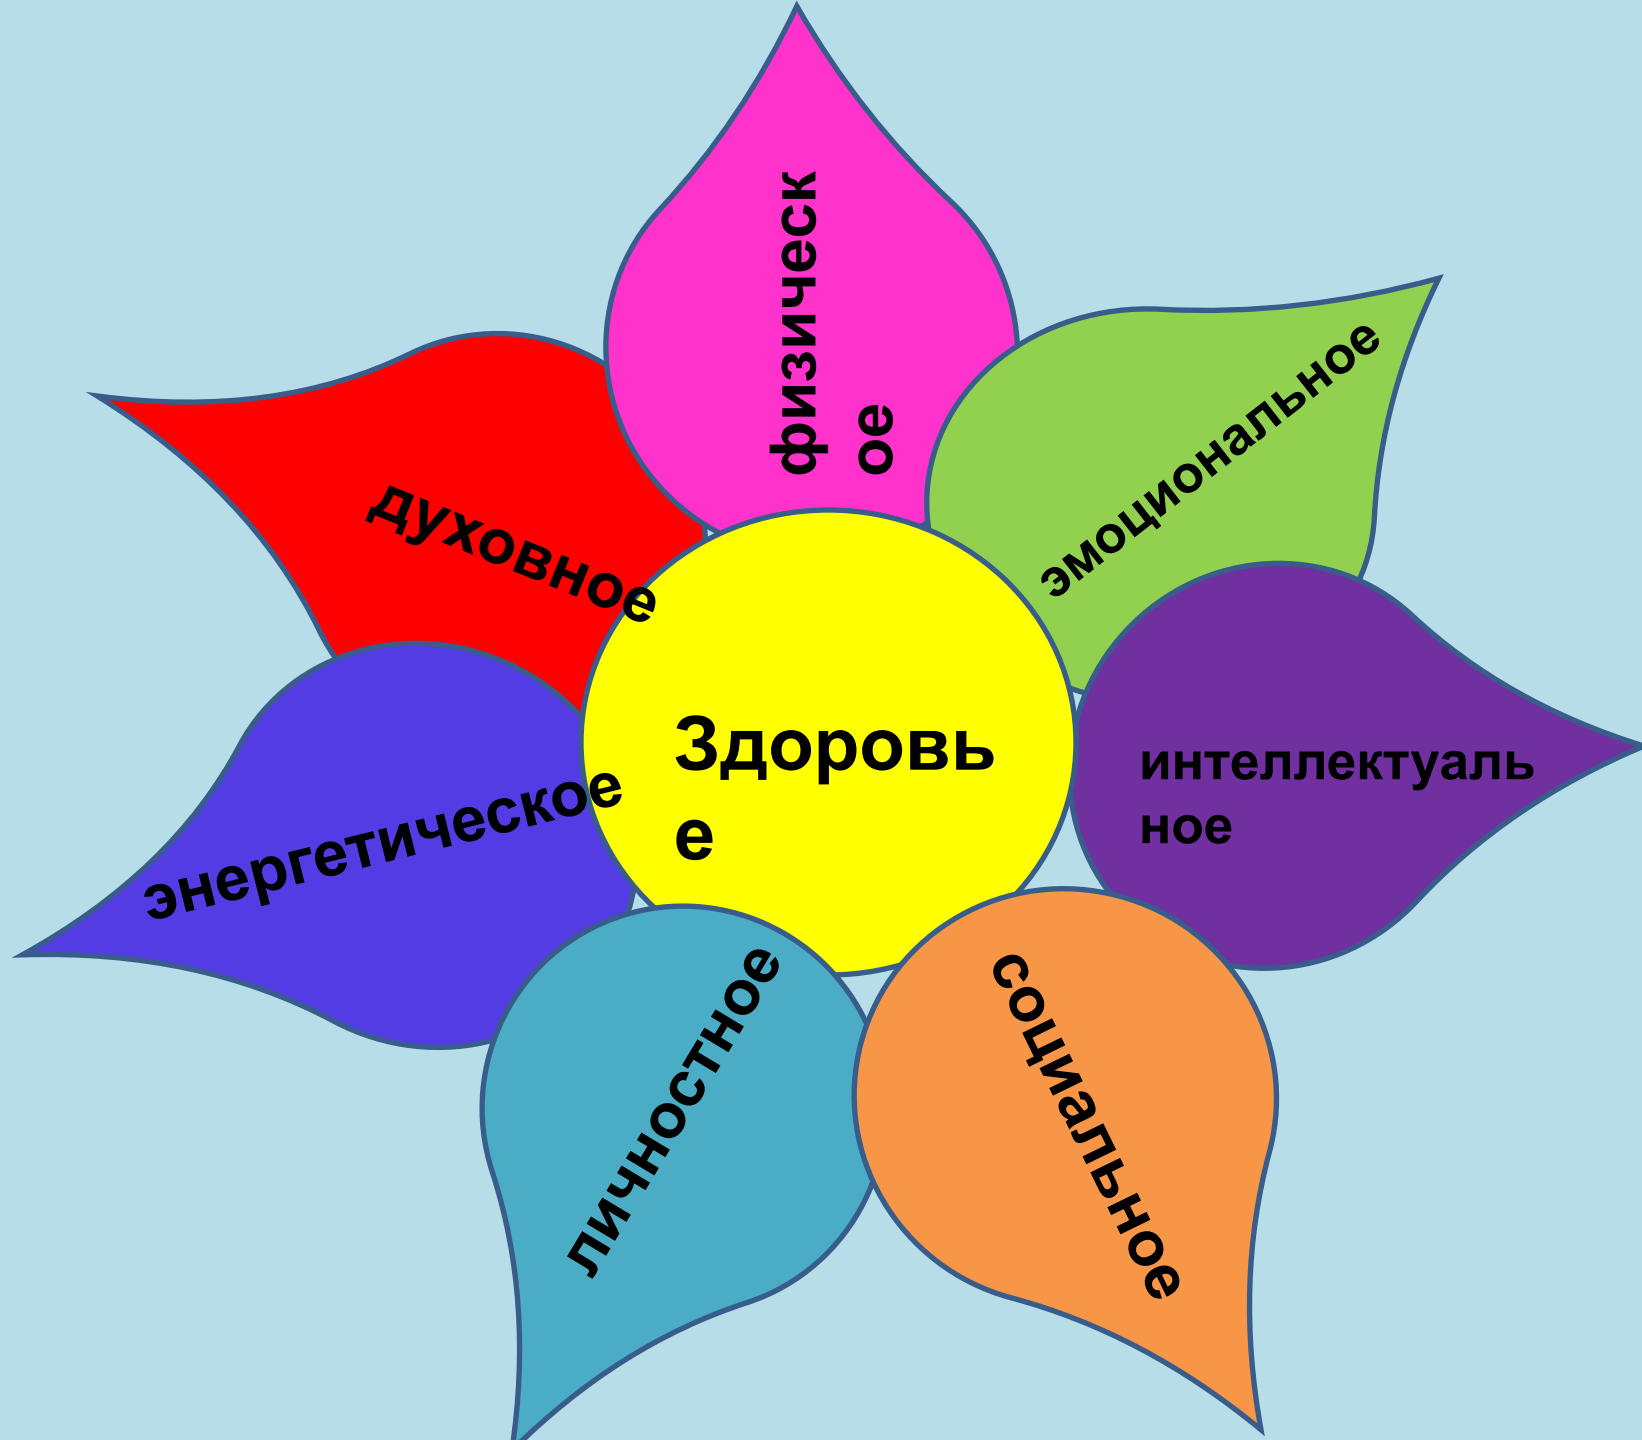 физическ
ое
эмоциональное
духовное
Здоровь
е
интеллектуаль
ное
энергетическое
личностное
социальное